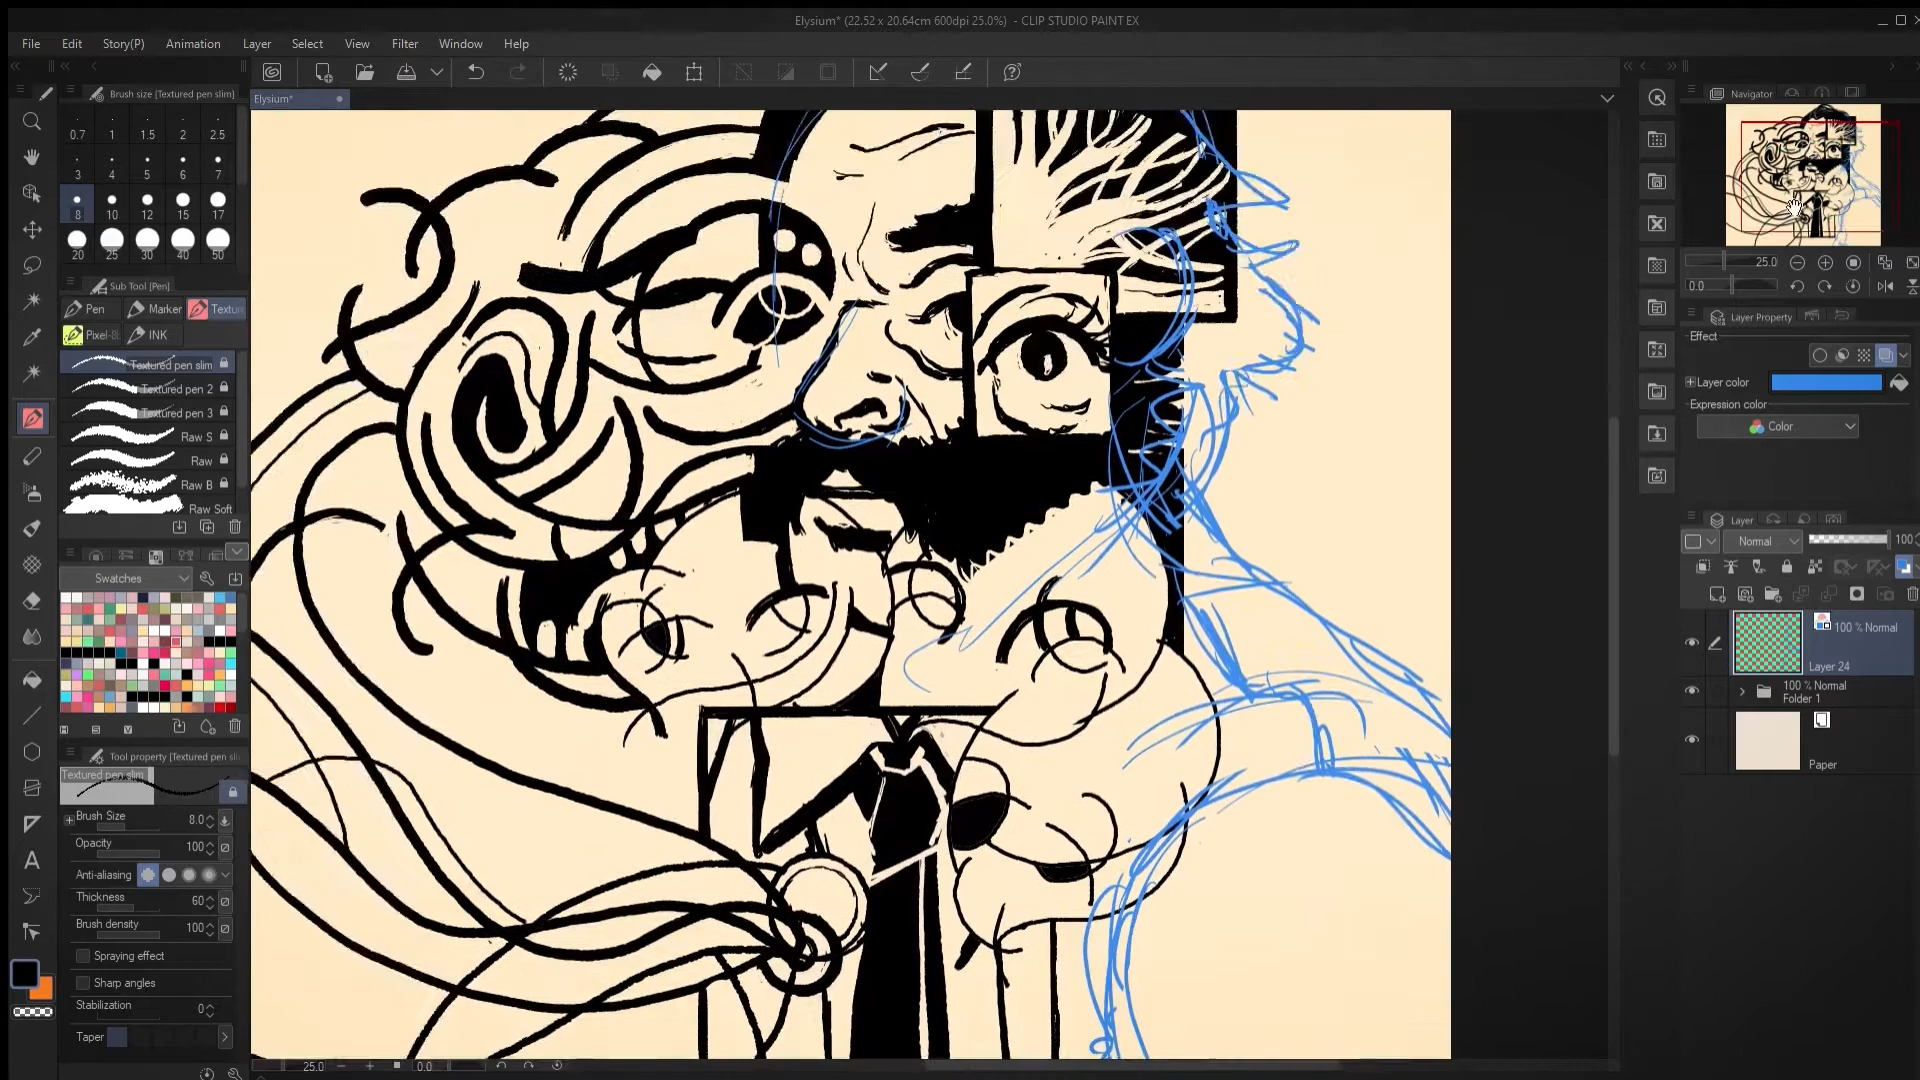 Elysium* (22.52 x 20.64cm 600dpi 25.0%) - CLIP STUDIO PAINT EX
File Edit Story(P) Animation Layer Select View Filter Window Help
Brush size [Textured pen slim]
Elysium*
Navigator
0.7 1 1.5 2 2.5
3 4 5 6 7
8 10 12 15 17
20 25 30 40 50
25.0
0.0
Sub Tool [Pen]
Pen Marker Textu
Pixel- INK
Layer Property
Effect
Textured pen slim
Textured pen 2
Textured pen 3
Raw S
Raw
Raw B
Raw Soft
Layer color
Expression color
Color
Layer
Normal 100
Swatches
100 % Normal
Layer 24
100 % Normal
Folder 1
Paper
Tool property [Textured pen sli
Textured pen slim
Brush Size 8.0
Opacity 100
Anti-aliasing
Thickness 60
Brush density 100
Spraying effect
Sharp angles
Stabilization 0
Taper
25.0 0.0